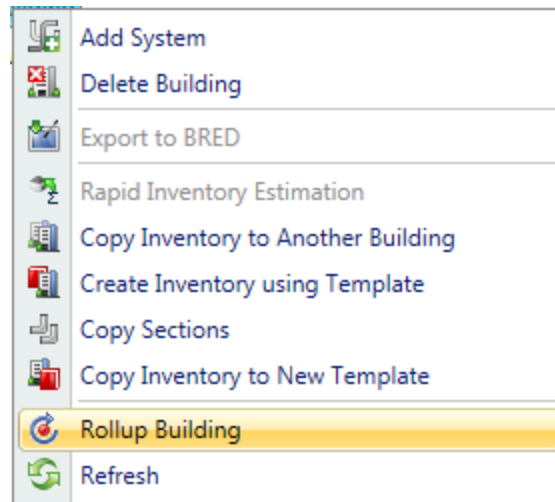 Add System
Delete Building
Export to BRED
Rapid Inventory Estimation
Copy Inventory to Another Building
Create Inventory using Template
Copy Sections
Copy Inventory to New Template
Rollup Building
Refresh